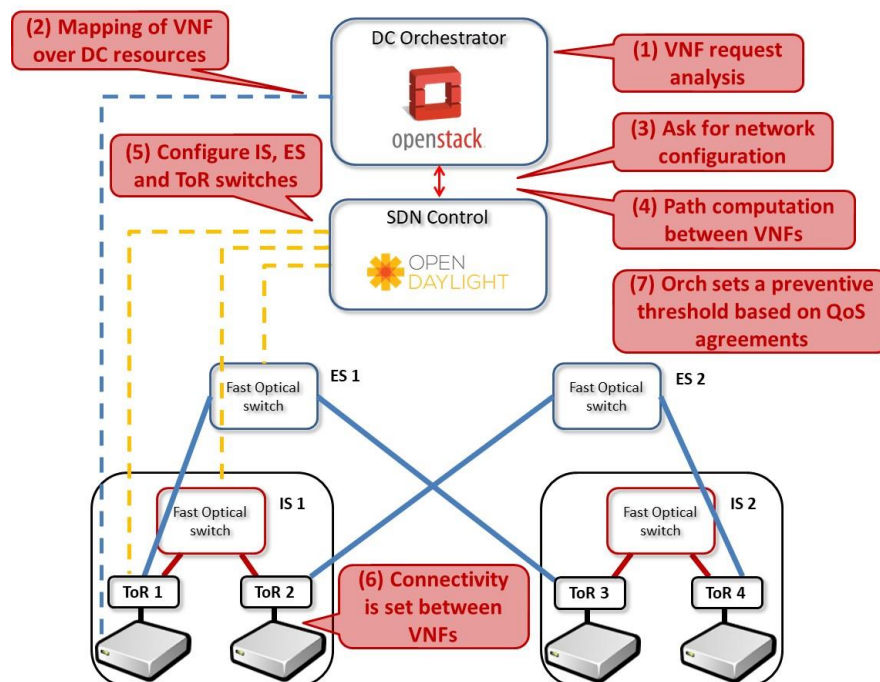 (2) Mapping of VNF
over DC resources
DC Orchestrator
openstack
(1) VNF request
analysis
(3) Ask for network
configuration
(5) Configure IS, ES
and ToR switches
SDN Control
OPEN
DAYLIGHT
(4) Path computation
between VNFs
(7) Orch sets a preventive
threshold based on QoS
agreements
Fast Optical
switch
ES 1
Fast Optical
switch
ES 2
Fast Optical
switch
IS 1
Fast Optical
switch
IS 2
ToR 1
ToR 2
(6) Connectivity
is set between
VNFs
ToR 3
ToR 4